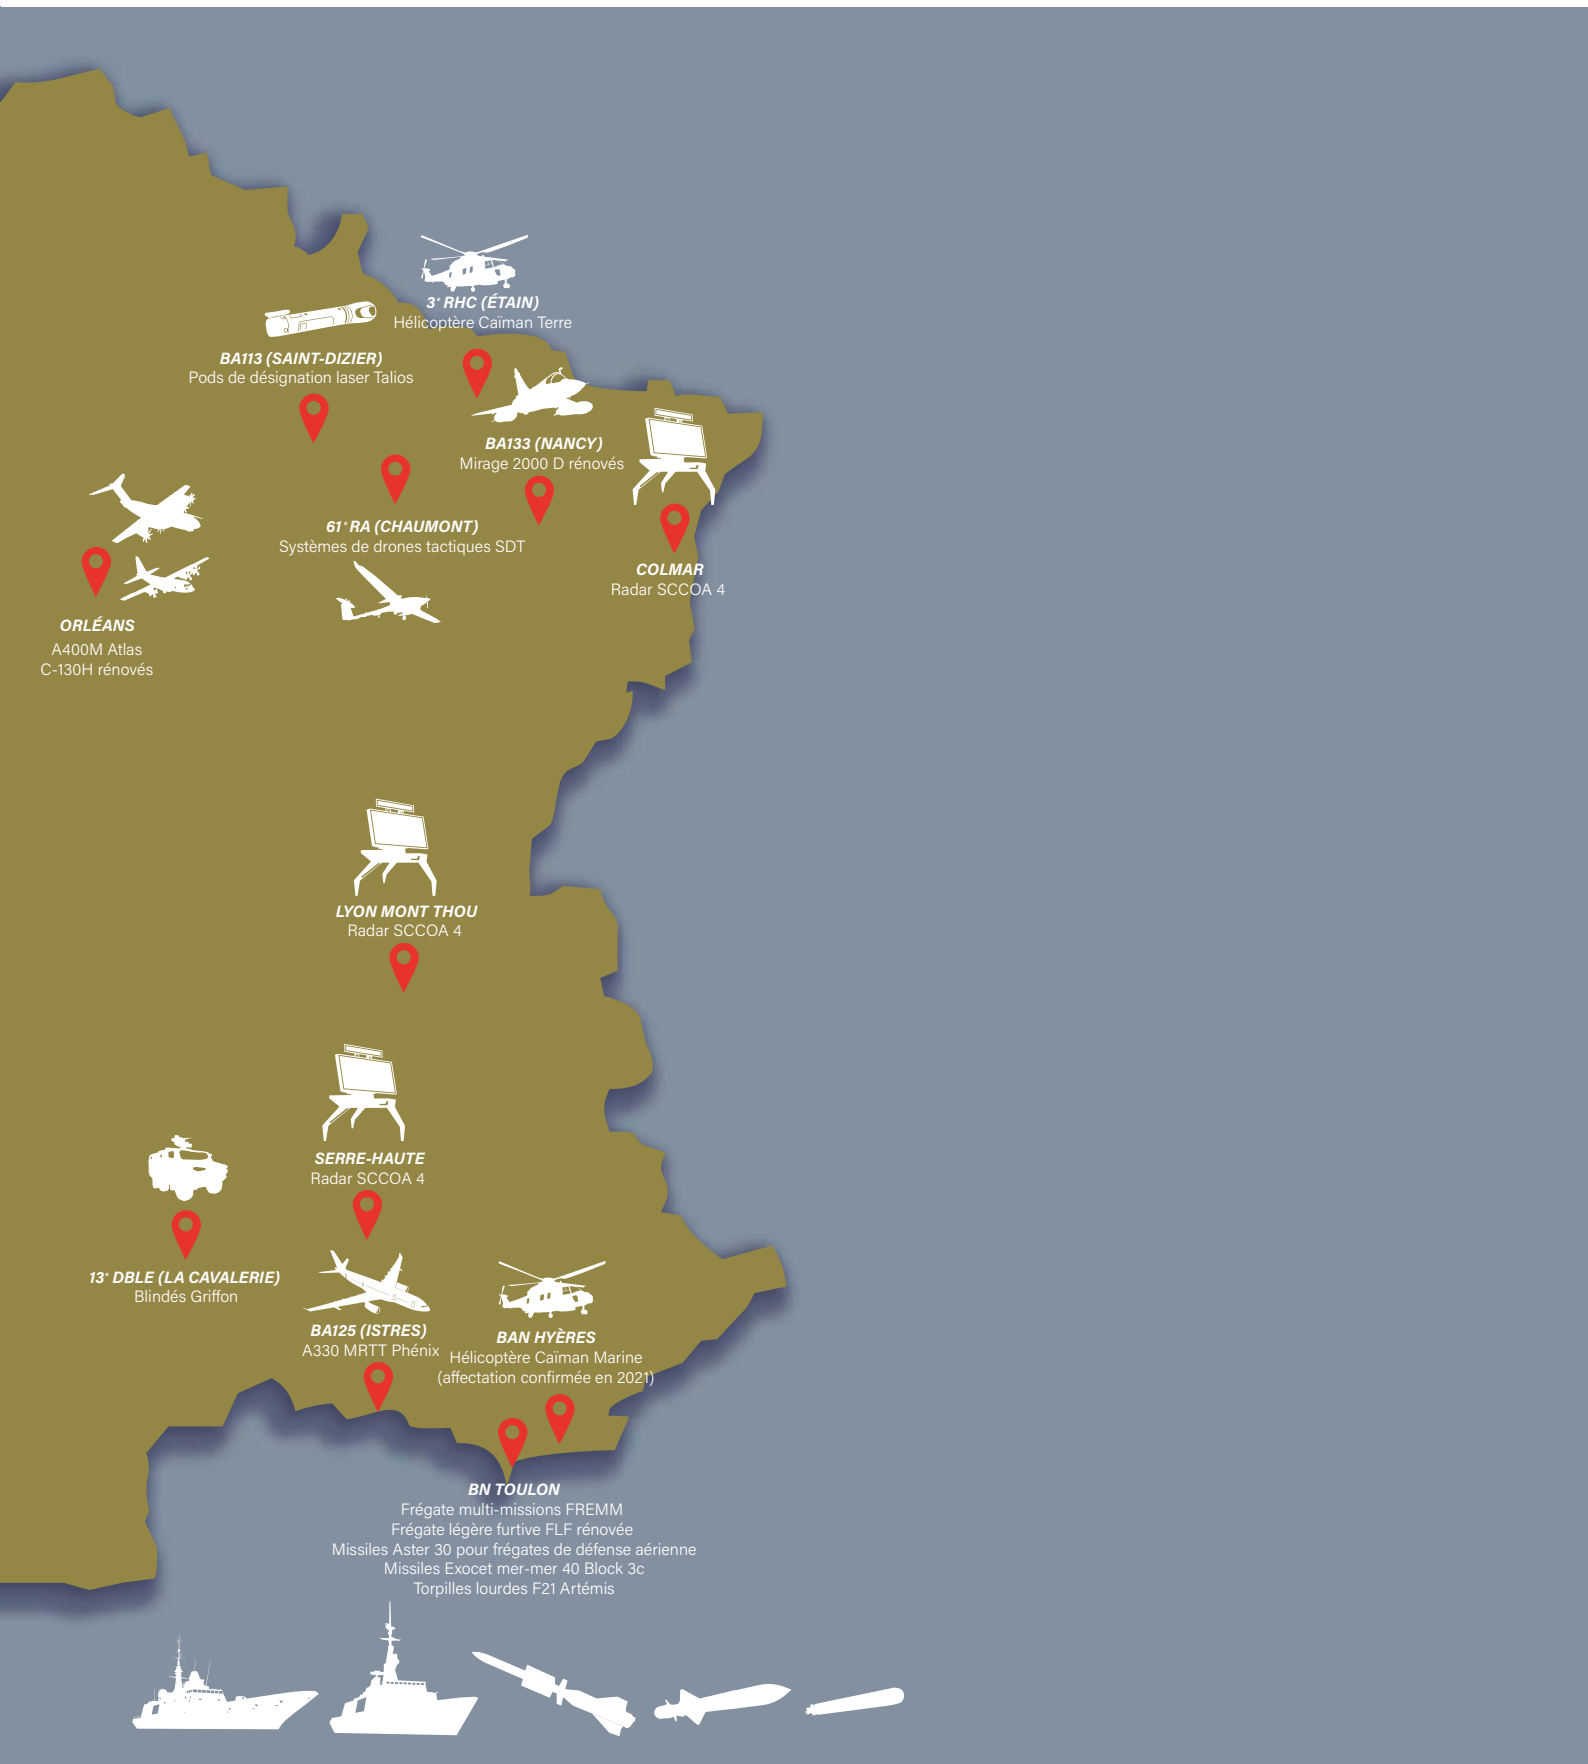 3ᵉ RHC (ÉTAIN)
Hélicoptère Caïman Terre
BA113 (SAINT-DIZIER)
Pods de désignation laser Talios
BA133 (NANCY)
Mirage 2000 D rénovés
61ᵉ RA (CHAUMONT)
Systèmes de drones tactiques SDT
COLMAR
Radar SCCOA 4
ORLÉANS
A400M Atlas
C-130H rénovés
LYON MONT THOU
Radar SCCOA 4
SERRE-HAUTE
Radar SCCOA 4
13ᵉ DBLE (LA CAVALERIE)
Blindés Griffon
BA125 (ISTRES)
A330 MRTT Phénix
BAN HYÈRES
Hélicoptère Caïman Marine
(affectation confirmée en 2021)
BN TOULON
Frégate multi-missions FREMM
Frégate légère furtive FLF rénovée
Missiles Aster 30 pour frégates de défense aérienne
Missiles Exocet mer-mer 40 Block 3c
Torpilles lourdes F21 Artémis